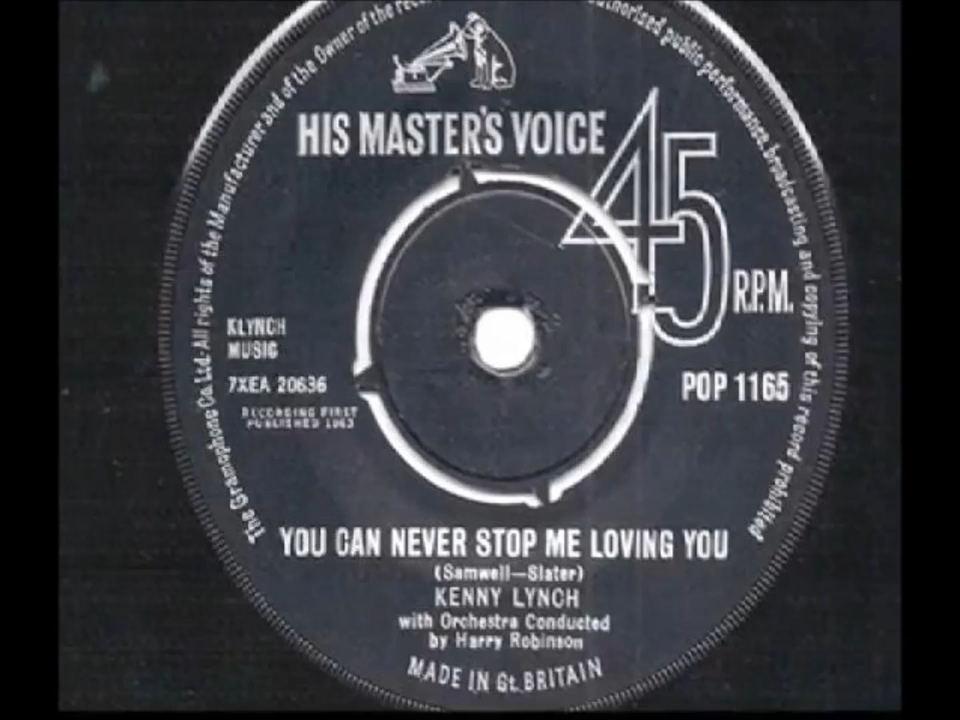 The Gramophone Co. Ltd.-All rights of the Manufacturer and of the Owner of the
authorised public performance, broadcasting and copying of this record prohibited
HIS MASTER'S VOICE
45
R.P.M.
KLYNCH
MUSIC
7XEA 20636
POP 1165
RECORDING FIRST
PUBLISHED 1963
YOU CAN NEVER STOP ME LOVING YOU
(Samwell—Slater)
KENNY LYNCH
with Orchestra Conducted
by Harry Robinson
MADE IN Gt. BRITAIN